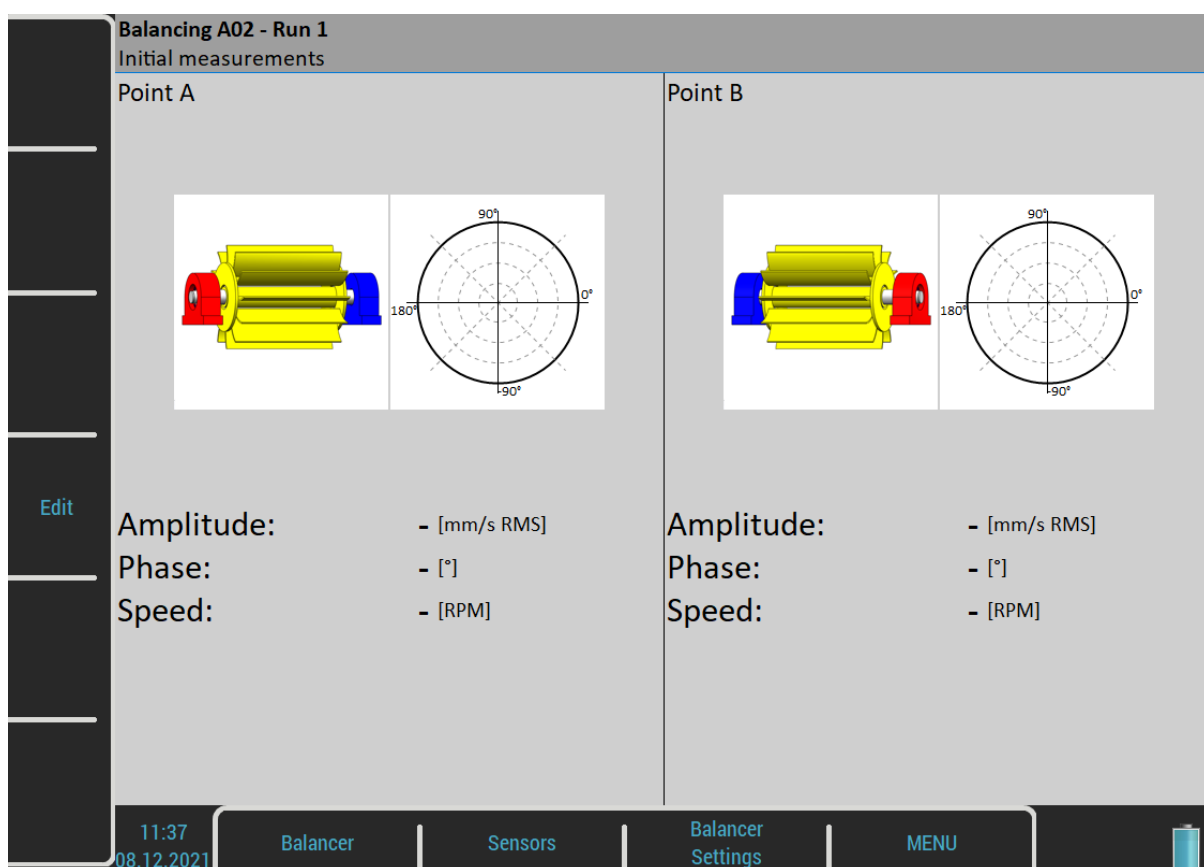 Balancing A02 - Run 1
Initial measurements
Point A
Point B
90°
180°
0°
-90°
90°
180°
0°
-90°
Edit
Amplitude: - [mm/s RMS]
Phase: - [°]
Speed: - [RPM]
Amplitude: - [mm/s RMS]
Phase: - [°]
Speed: - [RPM]
11:37
08.12.2021
Balancer
Sensors
Balancer
Settings
MENU